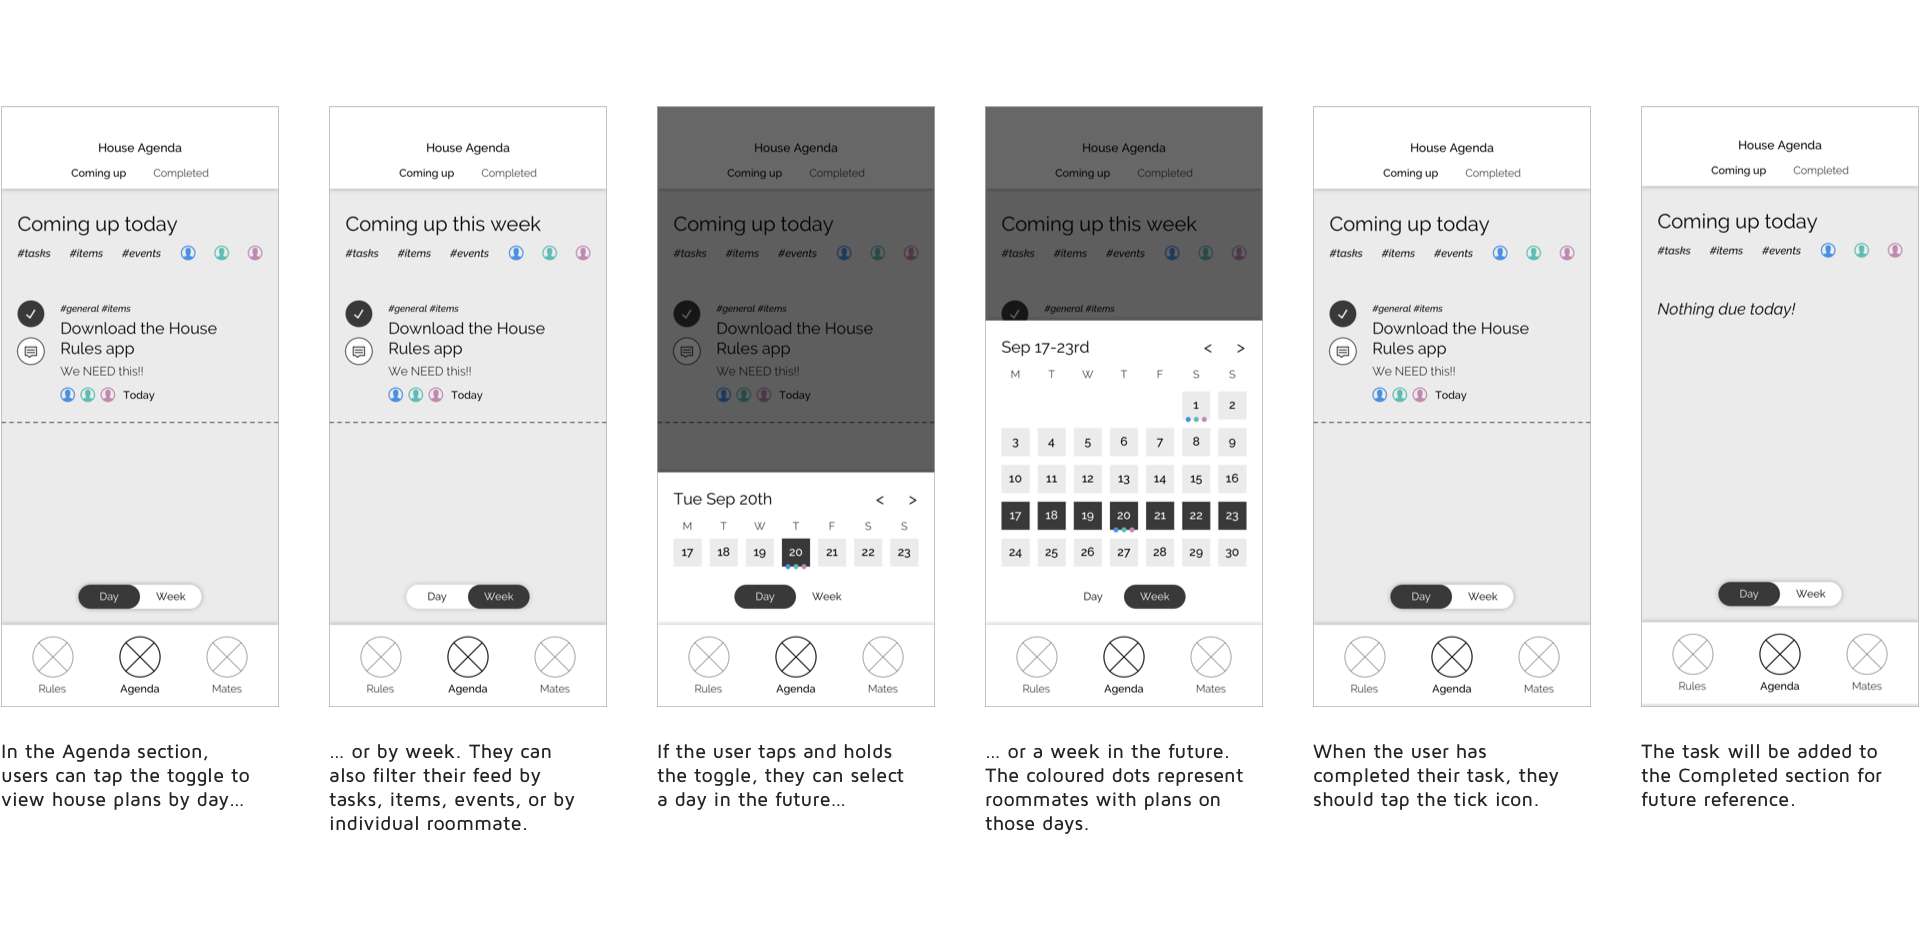 House Agenda
Coming up Completed
Coming up today
#tasks #items #events
#general #items
Download the House
Rules app
We NEED this!!
Today
Day Week
Rules Agenda Mates
In the Agenda section,
users can tap the toggle to
view house plans by day...
House Agenda
Coming up Completed
Coming up this week
#tasks #items #events
#general #items
Download the House
Rules app
We NEED this!!
Today
Day Week
Rules Agenda Mates
... or by week. They can
also filter their feed by
tasks, items, events, or by
individual roommate.
House Agenda
Coming up Completed
Coming up today
#tasks #items #events
#general #items
Download the House
Rules app
We NEED this!!
Today
Tue Sep 20th < >
M T W T F S S
17 18 19 20 21 22 23
Day Week
Rules Agenda Mates
If the user taps and holds
the toggle, they can select
a day in the future...
House Agenda
Coming up Completed
Coming up this week
#tasks #items #events
#general #items
Sep 17-23rd < >
M T W T F S S
1 2
3 4 5 6 7 8 9
10 11 12 13 14 15 16
17 18 19 20 21 22 23
24 25 26 27 28 29 30
Day Week
Rules Agenda Mates
... or a week in the future.
The coloured dots represent
roommates with plans on
those days.
House Agenda
Coming up Completed
Coming up today
#tasks #items #events
#general #items
Download the House
Rules app
We NEED this!!
Today
Day Week
Rules Agenda Mates
When the user has
completed their task, they
should tap the tick icon.
House Agenda
Coming up Completed
Coming up today
#tasks #items #events
Nothing due today!
Day Week
Rules Agenda Mates
The task will be added to
the Completed section for
future reference.